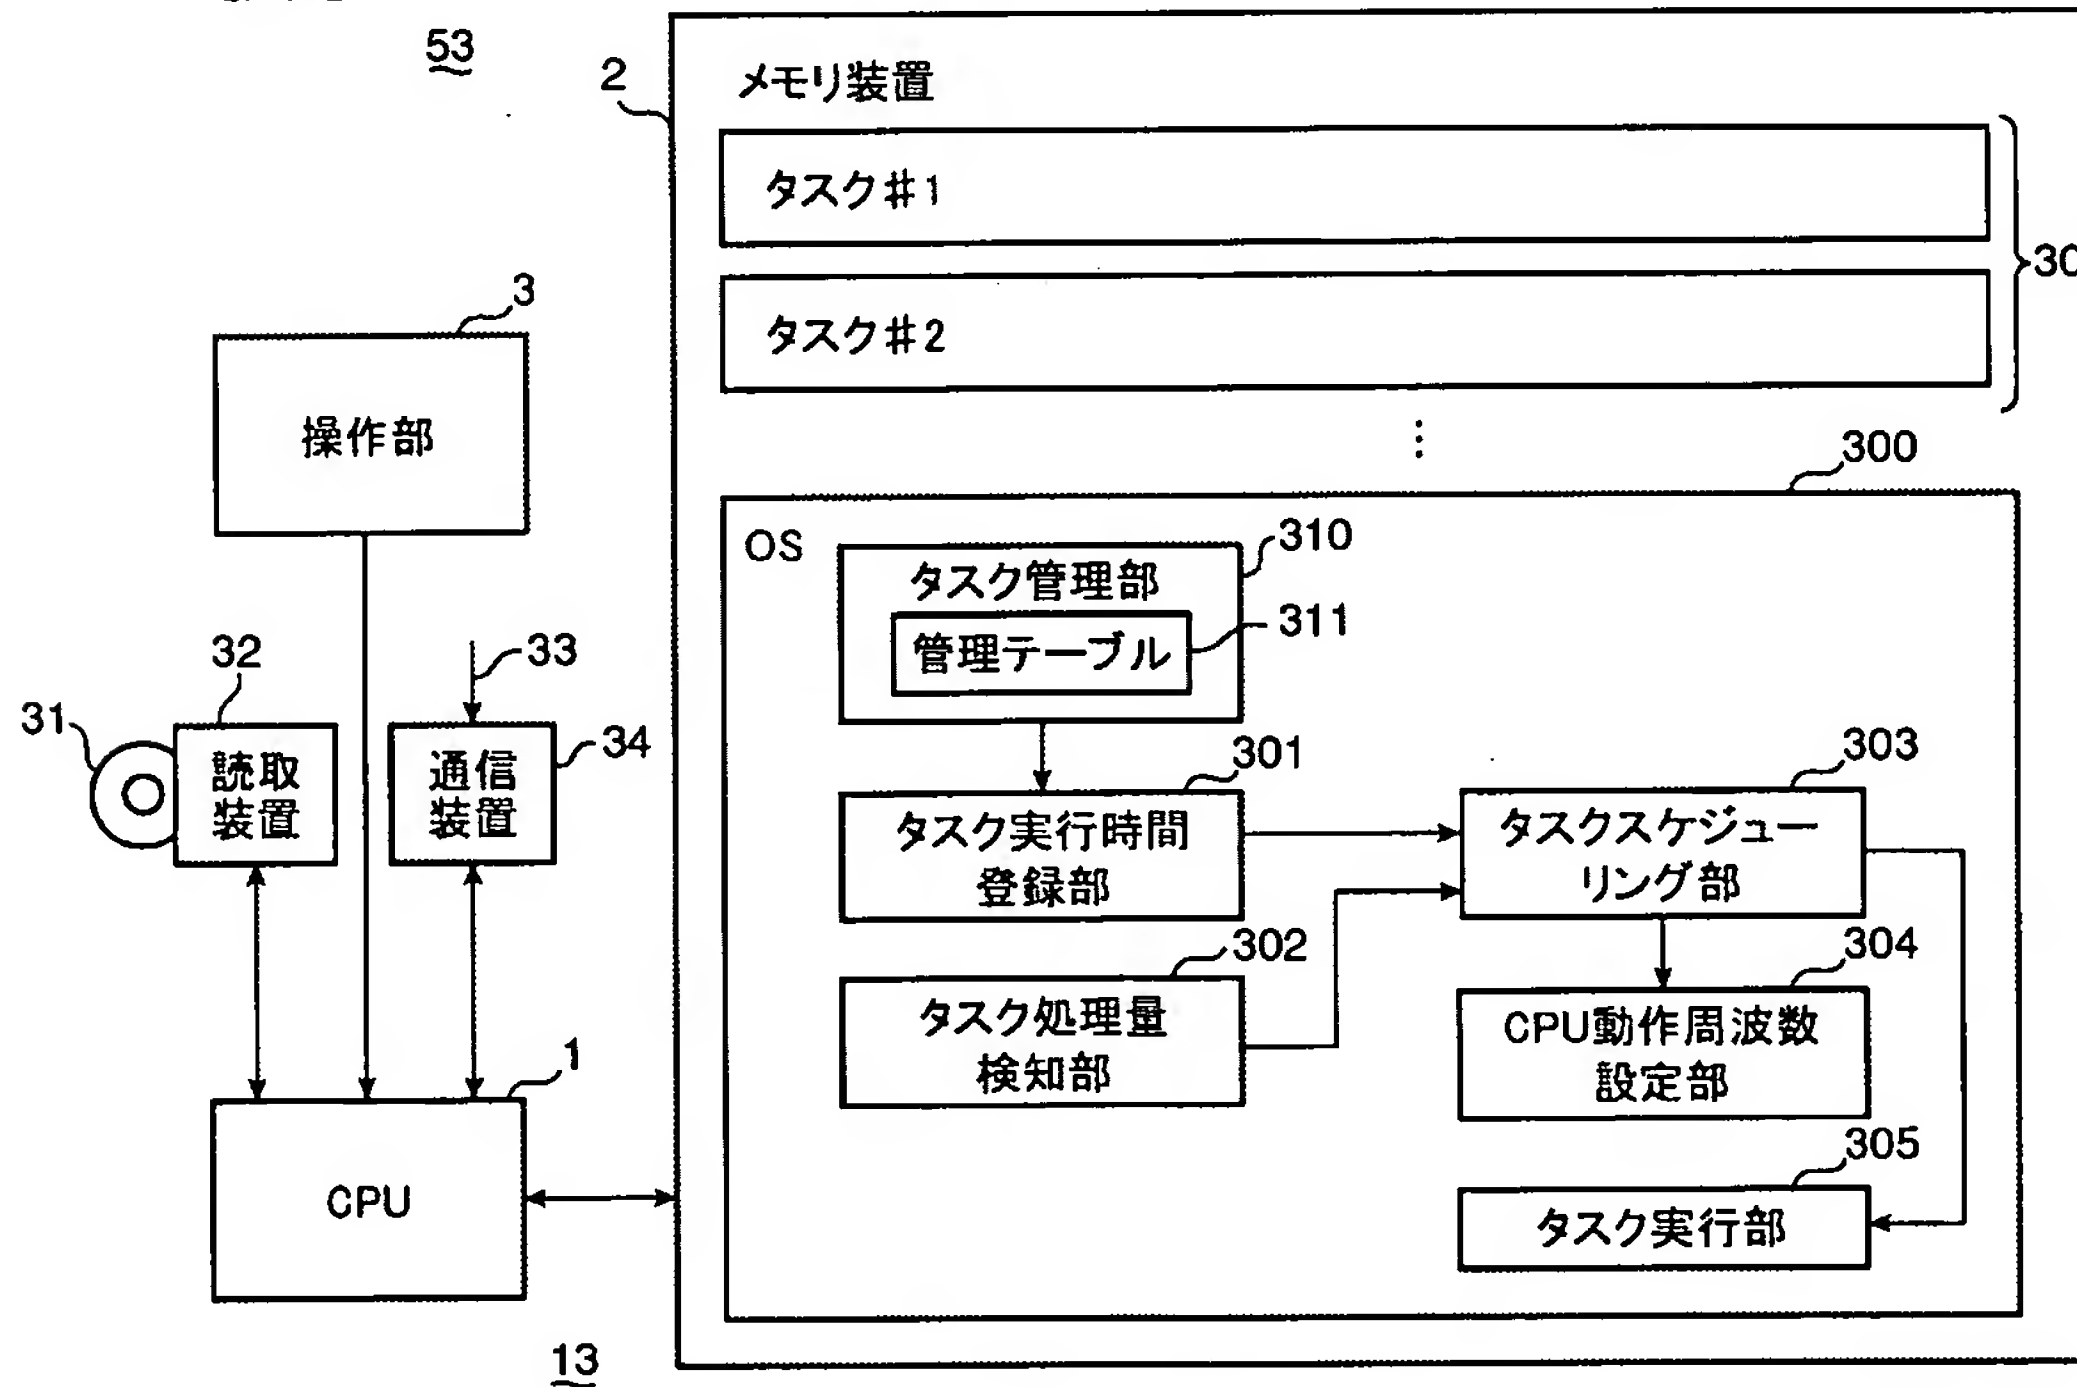 53
2
メモリ装置
タスク#1
30
タスク#2
3
操作部
300
OS
310
タスク管理部
311
管理テーブル
32
33
31
34
読取
装置
通信
装置
301
タスク実行時間
登録部
303
タスクスケジュー
リング部
302
タスク処理量
検知部
304
CPU動作周波数
設定部
1
CPU
305
タスク実行部
13